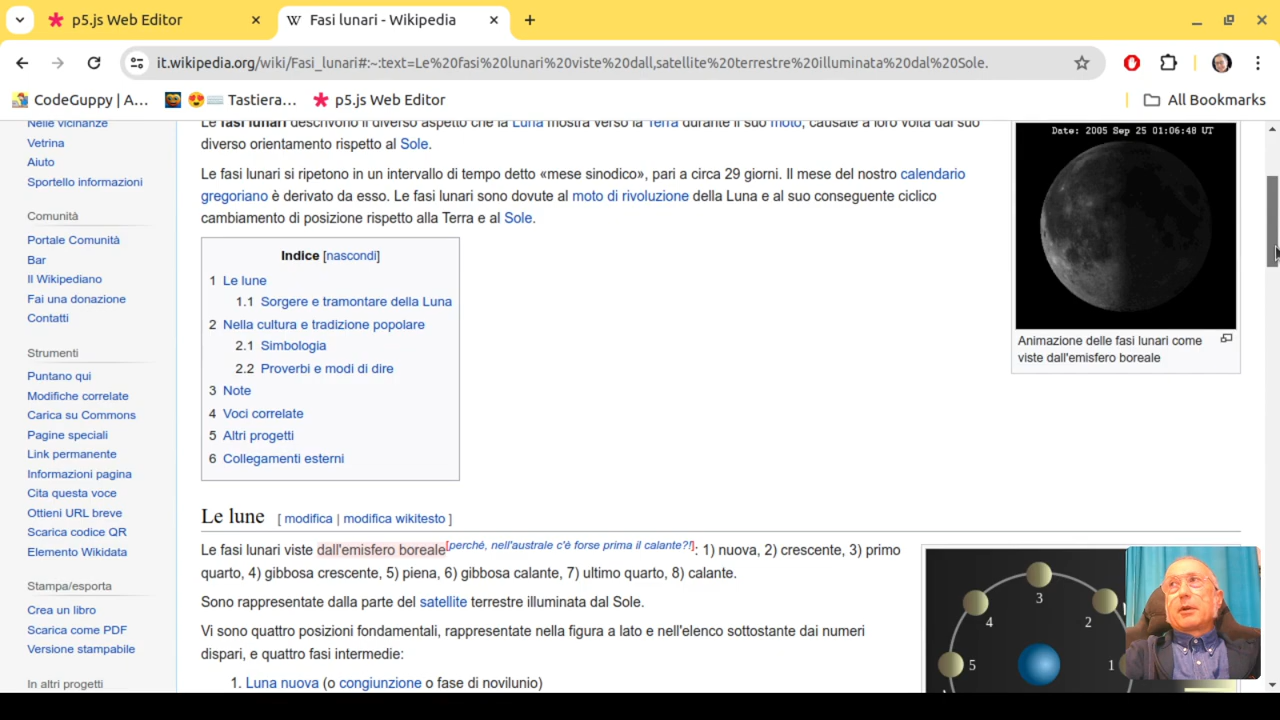 p5.js Web Editor
Fasi lunari - Wikipedia
it.wikipedia.org/wiki/Fasi_lunari#:~:text=Le%20fasi%20lunari%20viste%20dall,satellite%20terrestre%20illuminata%20dal%20Sole.
CodeGuppy | A...
Tastiera...
p5.js Web Editor
All Bookmarks
Nelle vicinanze
Vetrina
Aiuto
Sportello informazioni
Comunità
Portale Comunità
Bar
Il Wikipediano
Fai una donazione
Contatti
Strumenti
Puntano qui
Modifiche correlate
Carica su Commons
Pagine speciali
Link permanente
Informazioni pagina
Cita questa voce
Ottieni URL breve
Scarica codice QR
Elemento Wikidata
Stampa/esporta
Crea un libro
Scarica come PDF
Versione stampabile
In altri progetti
Le fasi lunari descrivono il diverso aspetto che la Luna mostra verso la Terra durante il suo moto, causate a loro volta dal suo
diverso orientamento rispetto al Sole.
Le fasi lunari si ripetono in un intervallo di tempo detto «mese sinodico», pari a circa 29 giorni. Il mese del nostro calendario
gregoriano è derivato da esso. Le fasi lunari sono dovute al moto di rivoluzione della Luna e al suo conseguente ciclico
cambiamento di posizione rispetto alla Terra e al Sole.
Indice [nascondi]
1 Le lune
1.1 Sorgere e tramontare della Luna
2 Nella cultura e tradizione popolare
2.1 Simbologia
2.2 Proverbi e modi di dire
3 Note
4 Voci correlate
5 Altri progetti
6 Collegamenti esterni
Date: 2005 Sep 25 01:06:48 UT
Animazione delle fasi lunari come
viste dall'emisfero boreale
Le lune [ modifica | modifica wikitesto ]
Le fasi lunari viste dall'emisfero boreale[perché, nell'australe c'è forse prima il calante?!]: 1) nuova, 2) crescente, 3) primo
quarto, 4) gibbosa crescente, 5) piena, 6) gibbosa calante, 7) ultimo quarto, 8) calante.
Sono rappresentate dalla parte del satellite terrestre illuminata dal Sole.
Vi sono quattro posizioni fondamentali, rappresentate nella figura a lato e nell'elenco sottostante dai numeri
dispari, e quattro fasi intermedie:
1. Luna nuova (o congiunzione o fase di novilunio)
3
4
2
5
1